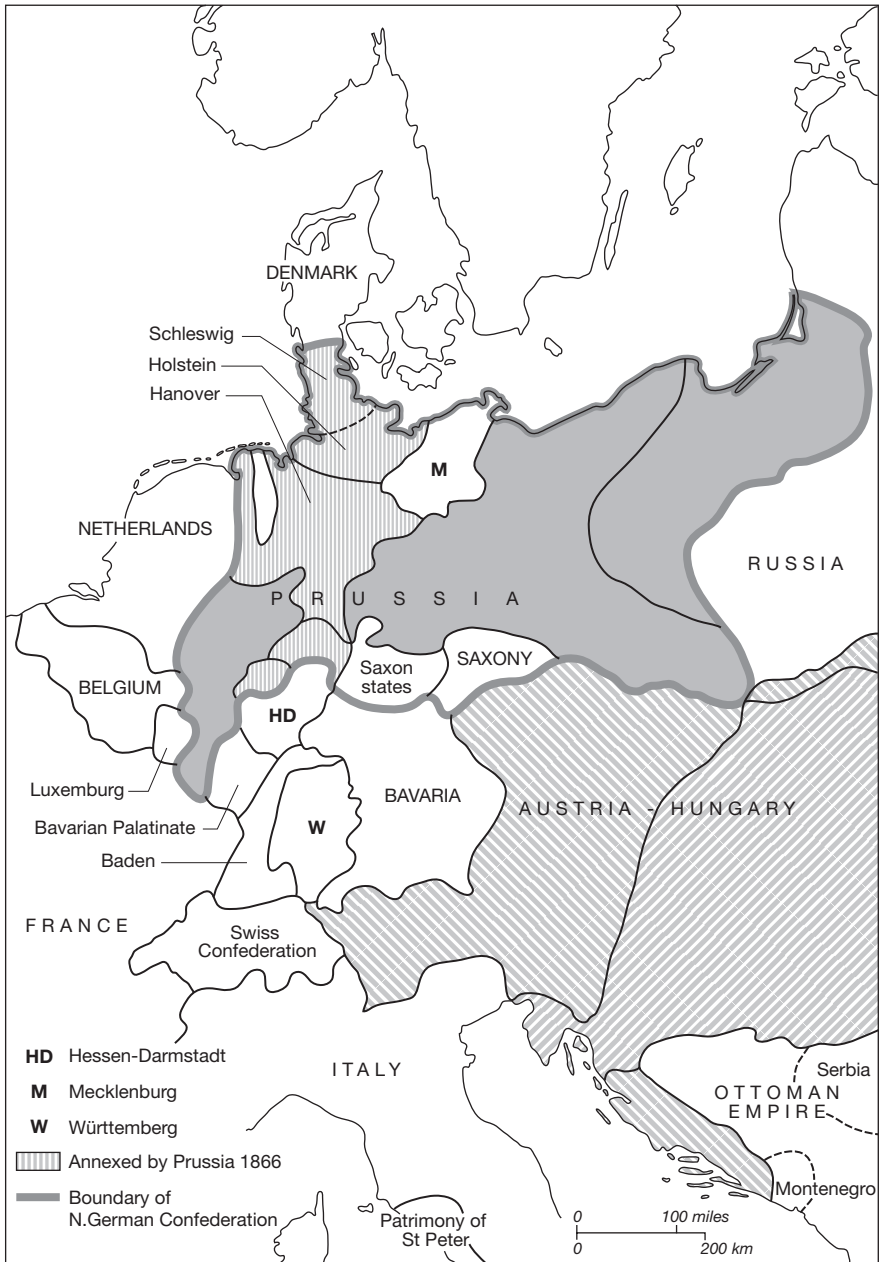 DENMARK
Schleswig
Holstein
Hanover
M
NETHERLANDS
RUSSIA
PRUSSIA
Saxon
states
SAXONY
BELGIUM
HD
Luxemburg
BAVARIA
AUSTRIA - HUNGARY
Bavarian Palatinate
W
Baden
FRANCE
Swiss
Confederation
ITALY
Serbia
OTTOMAN
EMPIRE
Montenegro
Patrimony of
St Peter
HD Hessen-Darmstadt
M Mecklenburg
W Württemberg
Annexed by Prussia 1866
Boundary of
N.German Confederation
0 100 miles
0 200 km